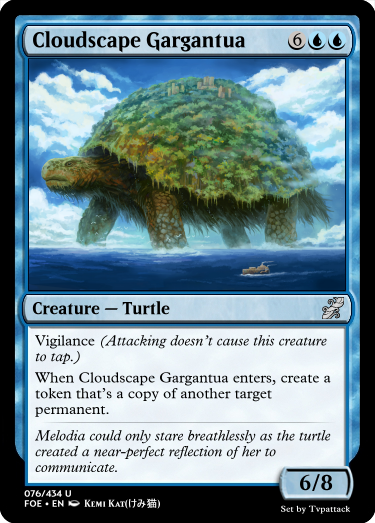 Cloudscape Gargantua 6
Creature — Turtle
Vigilance (Attacking doesn't cause this creature
to tap.)
When Cloudscape Gargantua enters, create a
token that's a copy of another target
permanent.
Melodia could only stare breathlessly as the turtle
created a near-perfect reflection of her to
communicate.
6/8
076/434 U
FOE • EN Kemi Kat(けみ猫)
Set by Tvpattack